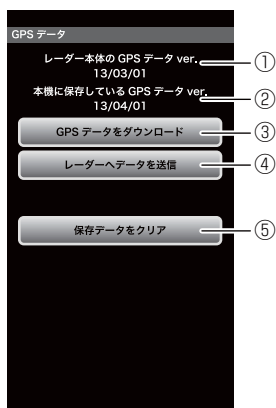 GPS データ
レーダー本体の GPS データ ver. ①
13/03/01
本機に保存している GPS データ ver. ②
13/04/01
GPS データをダウンロード ③
レーダーへデータを送信 ④
保存データをクリア ⑤